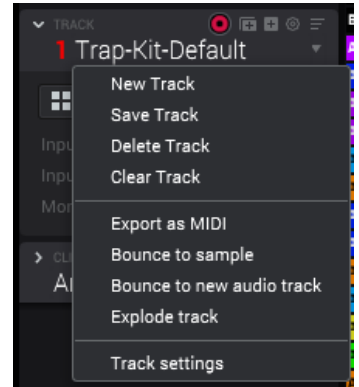 TRACK
1 Trap-Kit-Default
New Track
Save Track
Delete Track
Clear Track
Export as MIDI
Bounce to sample
Bounce to new audio track
Explode track
Track settings